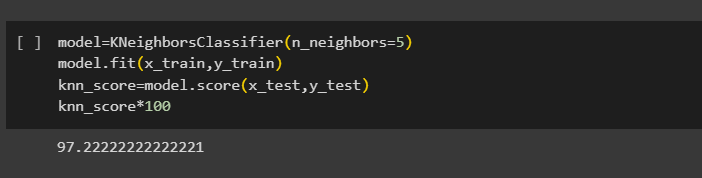 [ ] model=KNeighborsClassifier(n_neighbors=5)
model.fit(x_train,y_train)
knn_score=model.score(x_test,y_test)
knn_score*100
97.22222222222221